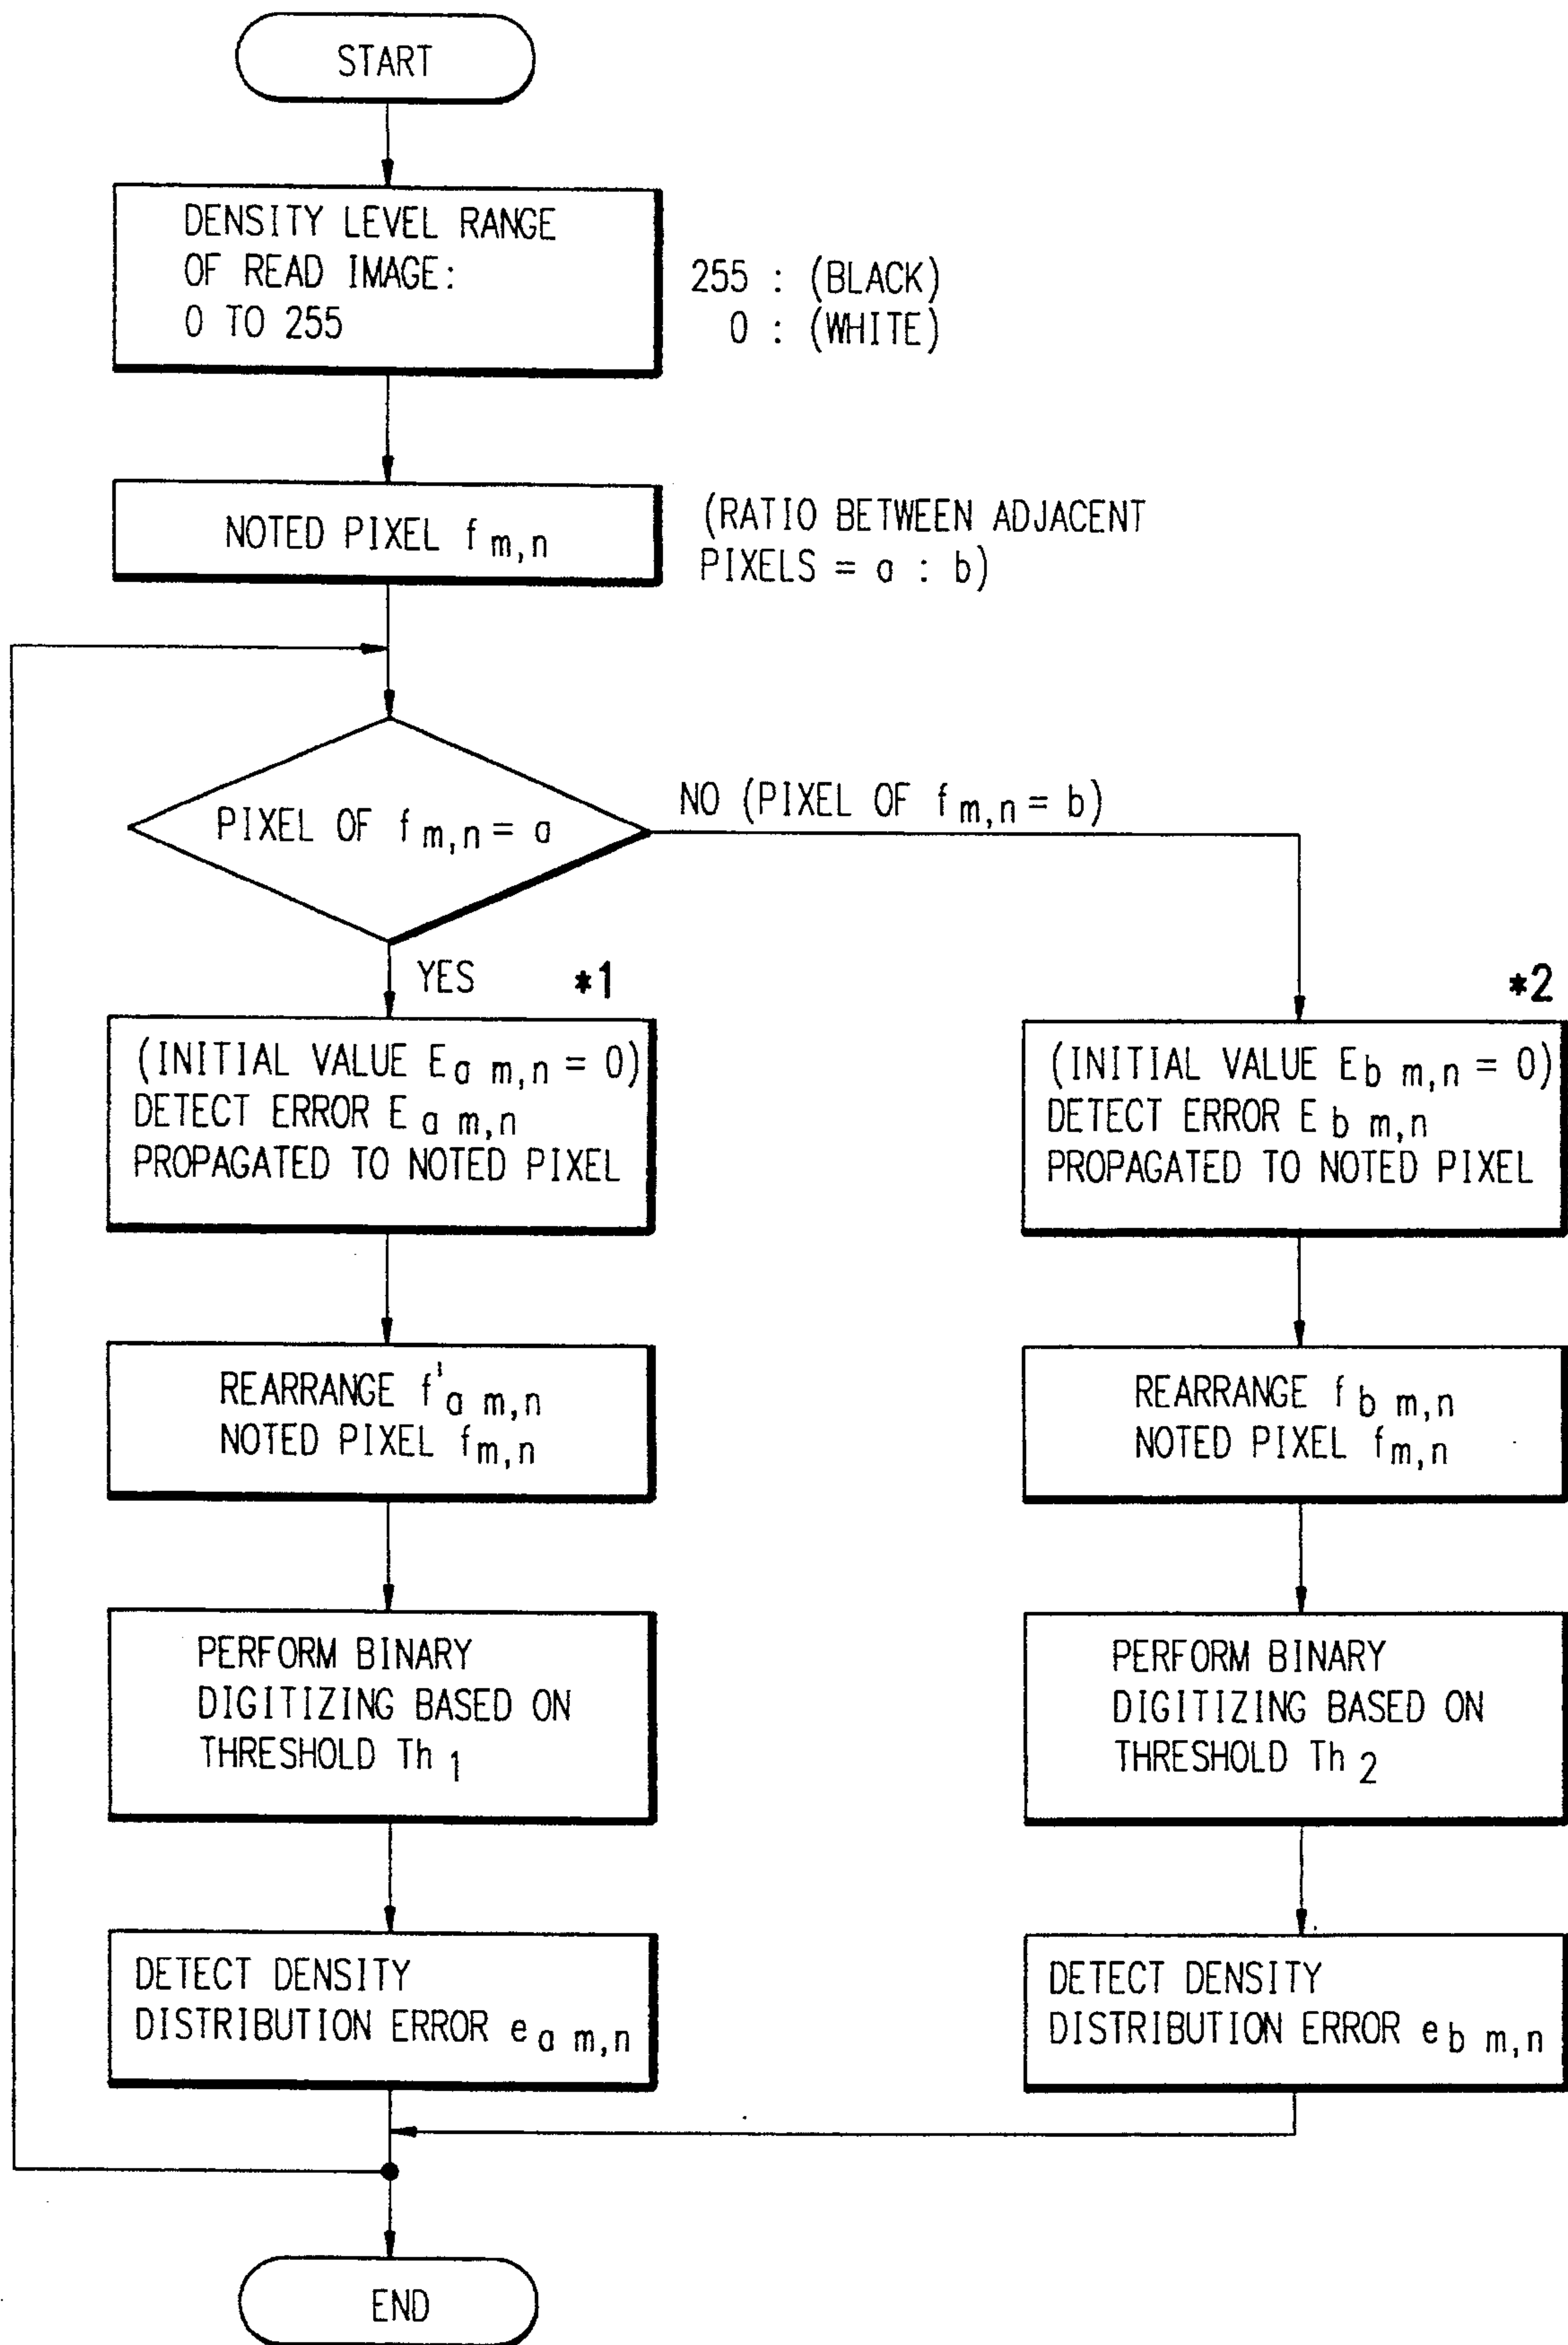 START
DENSITY LEVEL RANGE
OF READ IMAGE:
0 TO 255
255 : (BLACK)
0 : (WHITE)
NOTED PIXEL f m,n
(RATIO BETWEEN ADJACENT
PIXELS = a : b)
PIXEL OF f m,n = a
NO (PIXEL OF f m,n = b)
YES
*1
(INITIAL VALUE E a m,n = 0)
DETECT ERROR E a m,n
PROPAGATED TO NOTED PIXEL
REARRANGE f' a m,n
NOTED PIXEL f m,n
PERFORM BINARY
DIGITIZING BASED ON
THRESHOLD Th 1
DETECT DENSITY
DISTRIBUTION ERROR e a m,n
*2
(INITIAL VALUE E b m,n = 0)
DETECT ERROR E b m,n
PROPAGATED TO NOTED PIXEL
REARRANGE f b m,n
NOTED PIXEL f m,n
PERFORM BINARY
DIGITIZING BASED ON
THRESHOLD Th 2
DETECT DENSITY
DISTRIBUTION ERROR e b m,n
END